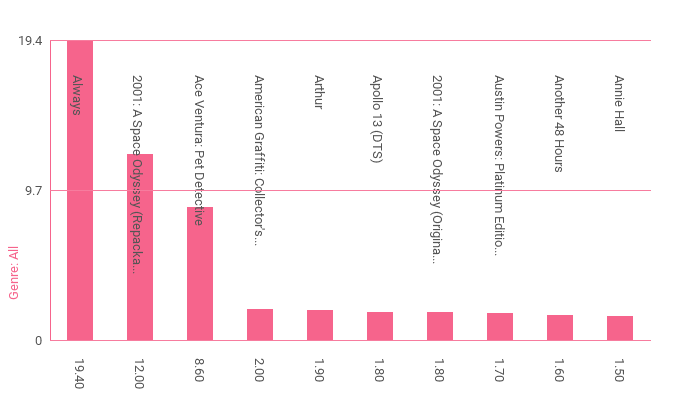 19.4
9.7
0
Genre: All
Always
2001: A Space Odyssey (Repacka...
Ace Ventura: Pet Detective
American Graffiti: Collector's...
Arthur
Apollo 13 (DTS)
2001: A Space Odyssey (Origina...
Austin Powers: Platinum Editio...
Another 48 Hours
Annie Hall
19.40
12.00
8.60
2.00
1.90
1.80
1.80
1.70
1.60
1.50